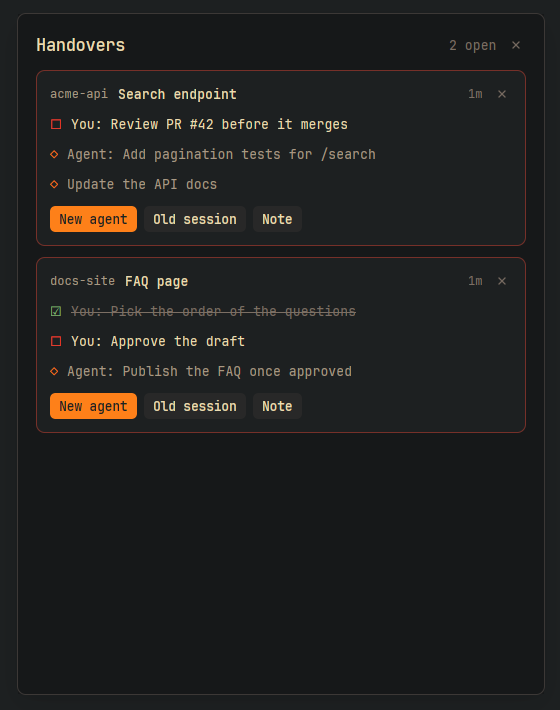 Handovers 2 open ×
acme-api Search endpoint 1m ×
☐ You: Review PR #42 before it merges
◇ Agent: Add pagination tests for /search
◇ Update the API docs
New agent Old session Note
docs-site FAQ page 1m ×
☑ You: Pick the order of the questions
☐ You: Approve the draft
◇ Agent: Publish the FAQ once approved
New agent Old session Note